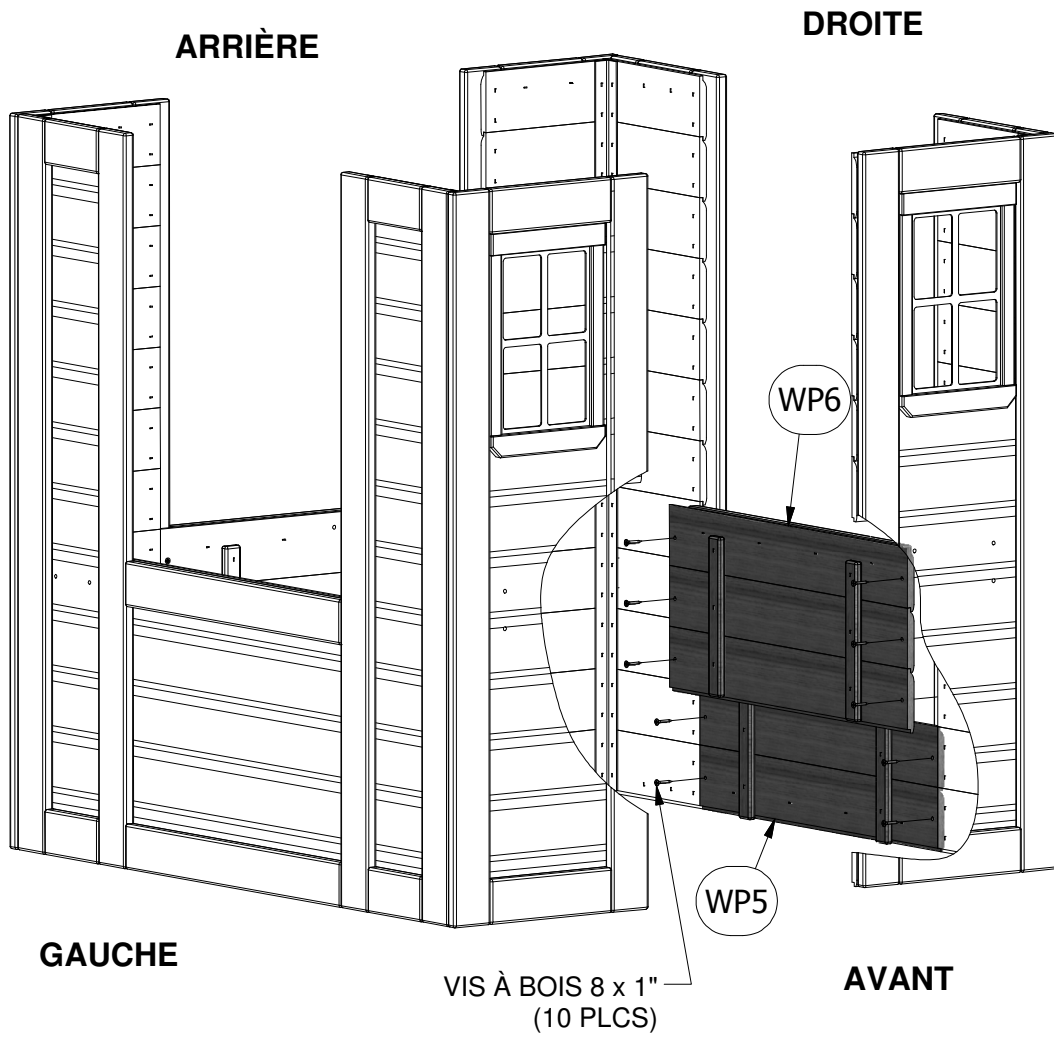 DROITE
ARRIÈRE
WP6
WP5
GAUCHE
AVANT
VIS À BOIS 8 x 1"
(10 PLCS)